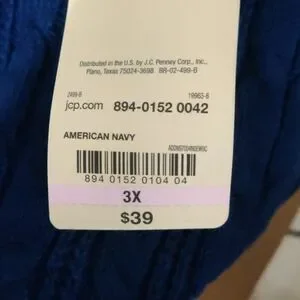 Distributed in the U.S. by J.C. Penney Corp., Inc.,
Plano, Texas 75024-3698 BR-02-499-B
2499-B 19963-8
jcp.com 894-0152 0042
AMERICAN NAVY
894 0152 0104 04
3X
$39